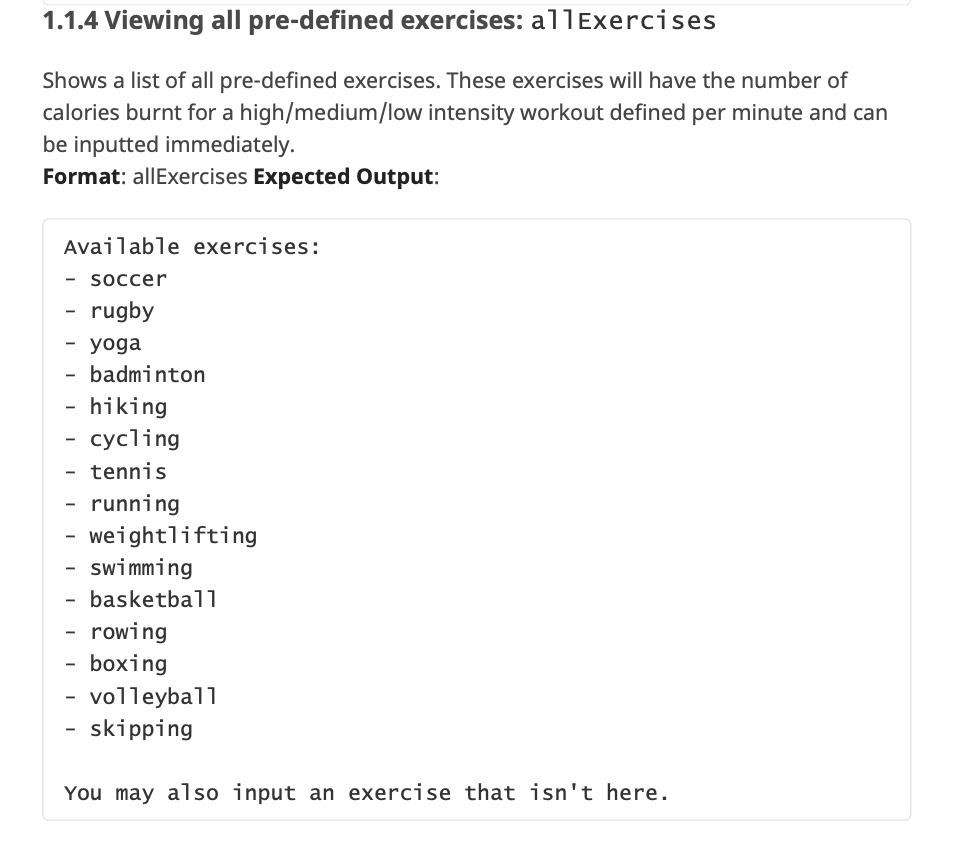 1.1.4 Viewing all pre-defined exercises: allExercises
Shows a list of all pre-defined exercises. These exercises will have the number of
calories burnt for a high/medium/low intensity workout defined per minute and can
be inputted immediately.
Format: allExercises Expected Output:
Available exercises:
- soccer
- rugby
- yoga
- badminton
- hiking
- cycling
- tennis
- running
- weightlifting
- swimming
- basketball
- rowing
- boxing
- volleyball
- skipping
You may also input an exercise that isn't here.